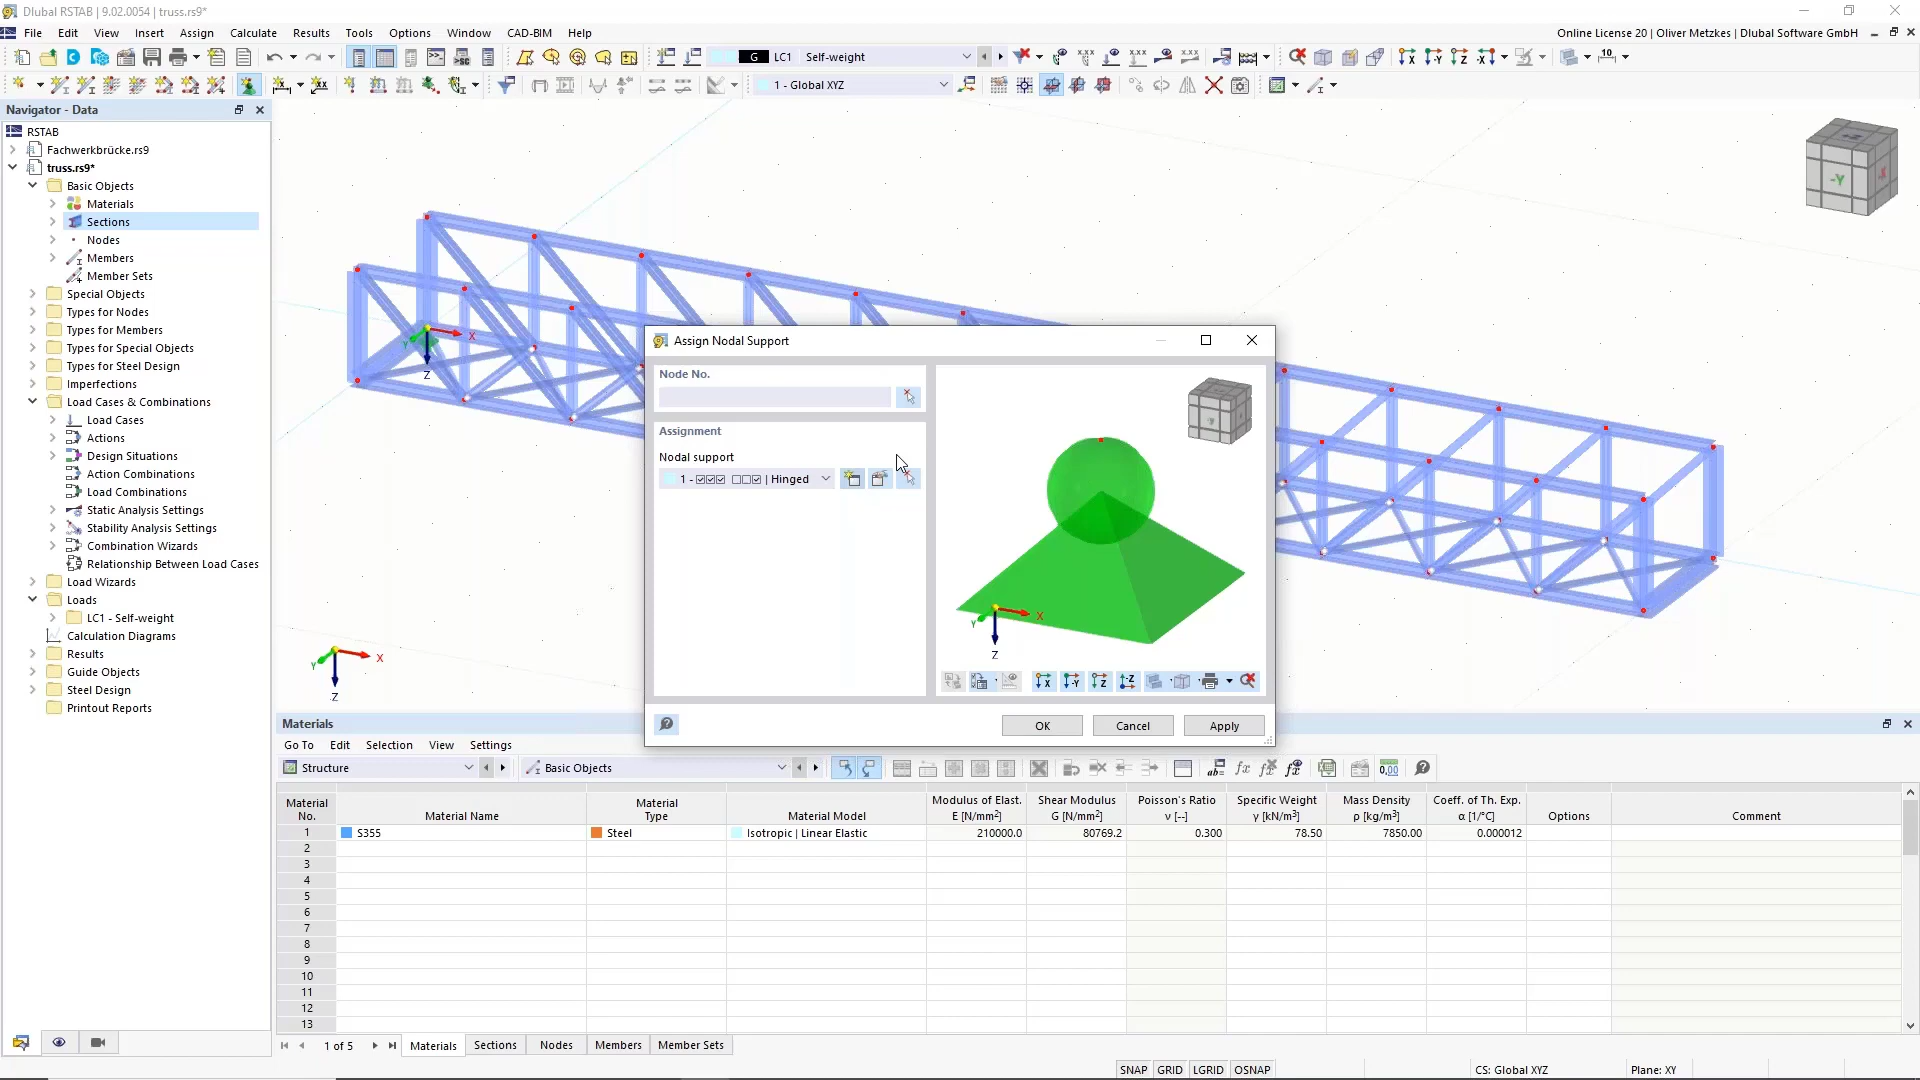 Dlubal RSTAB | 9.02.0054 | truss.rs9*
File Edit View Insert Assign Calculate Results Tools Options Window CAD-BIM Help
Online License 20 | Oliver Metzkes | Dlubal Software GmbH
G LC1 Self-weight
1 - Global XYZ
Navigator - Data
RSTAB
Fachwerkbrücke.rs9
truss.rs9*
Basic Objects
Materials
Sections
Nodes
Members
Member Sets
Special Objects
Types for Nodes
Types for Members
Types for Special Objects
Types for Steel Design
Imperfections
Load Cases & Combinations
Load Cases
Actions
Design Situations
Action Combinations
Load Combinations
Static Analysis Settings
Stability Analysis Settings
Combination Wizards
Relationship Between Load Cases
Load Wizards
Loads
LC1 - Self-weight
Calculation Diagrams
Results
Guide Objects
Steel Design
Printout Reports
-Y
X
Y
Z
X
Y
Z
Assign Nodal Support
Node No.
Assignment
Nodal support
1 - ☑☑☑ ☐☐☑ | Hinged
X
Y
Z
OK Cancel Apply
Materials
Go To Edit Selection View Settings
Structure Basic Objects
Material No. Material Name Material Type Material Model Modulus of Elast. E [N/mm²] Shear Modulus G [N/mm²] Poisson's Ratio ν [--] Specific Weight γ [kN/m³] Mass Density ρ [kg/m³] Coeff. of Th. Exp. α [1/°C] Options Comment
1 S355 Steel Isotropic | Linear Elastic 210000.0 80769.2 0.300 78.50 7850.00 0.000012
2
3
4
5
6
7
8
9
10
11
12
13
1 of 5 Materials Sections Nodes Members Member Sets
SNAP GRID LGRID OSNAP CS: Global XYZ Plane: XY